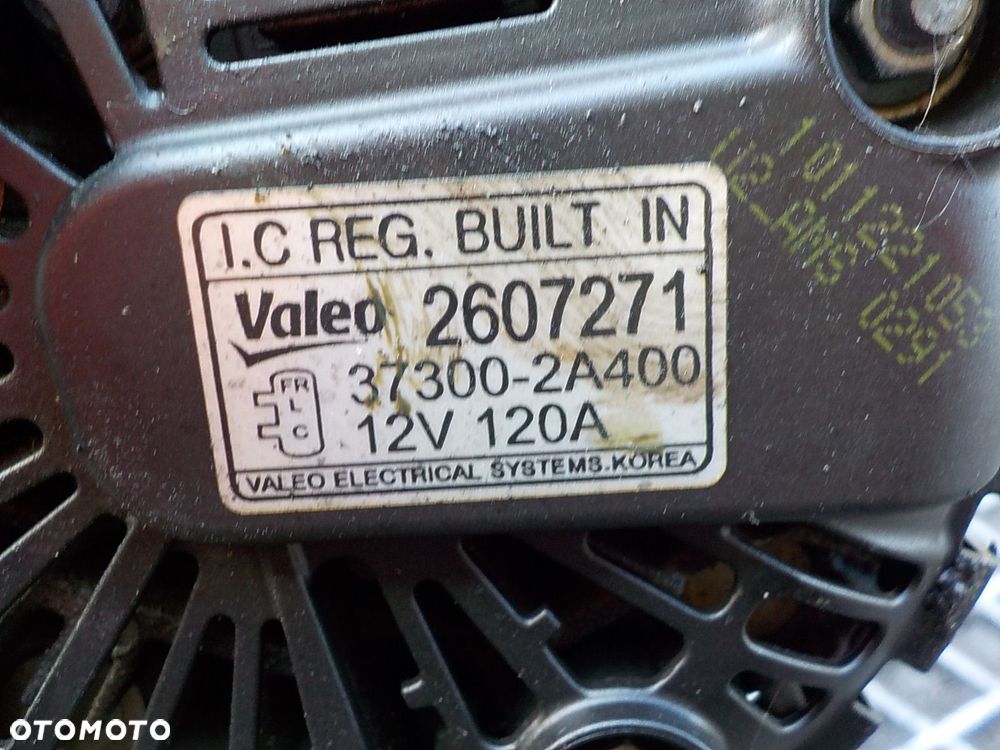 I.C REG. BUILT IN
Valeo 2607271
FR
L
C
37300-2A400
12V 120A
VALEO ELECTRICAL SYSTEMS.KOREA
OTOMOTO